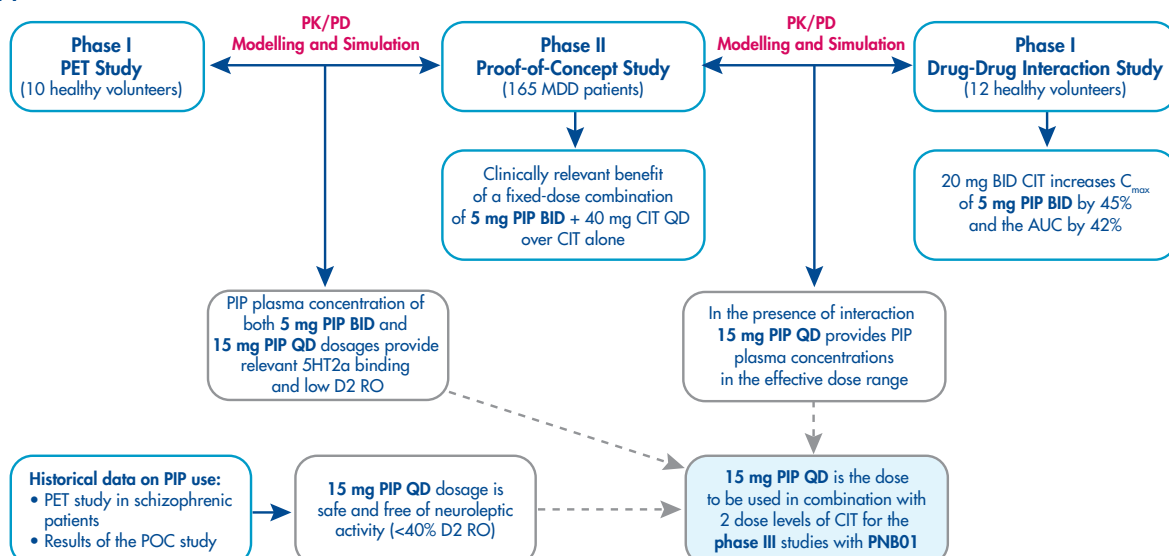 Phase I
PET Study
(10 healthy volunteers)
PK/PD
Modelling and Simulation
Phase II
Proof-of-Concept Study
(165 MDD patients)
PK/PD
Modelling and Simulation
Phase I
Drug-Drug Interaction Study
(12 healthy volunteers)
Clinically relevant benefit
of a fixed-dose combination
of 5 mg PIP BID + 40 mg CIT QD
over CIT alone
20 mg BID CIT increases Cmax
of 5 mg PIP BID by 45%
and the AUC by 42%
PIP plasma concentration of
both 5 mg PIP BID and
15 mg PIP QD dosages provide
relevant 5HT2a binding
and low D2 RO
In the presence of interaction
15 mg PIP QD provides PIP
plasma concentrations
in the effective dose range
Historical data on PIP use:
• PET study in schizophrenic
patients
• Results of the POC study
15 mg PIP QD dosage is
safe and free of neuroleptic
activity (<40% D2 RO)
15 mg PIP QD is the dose
to be used in combination with
2 dose levels of CIT for the
phase III studies with PNB01